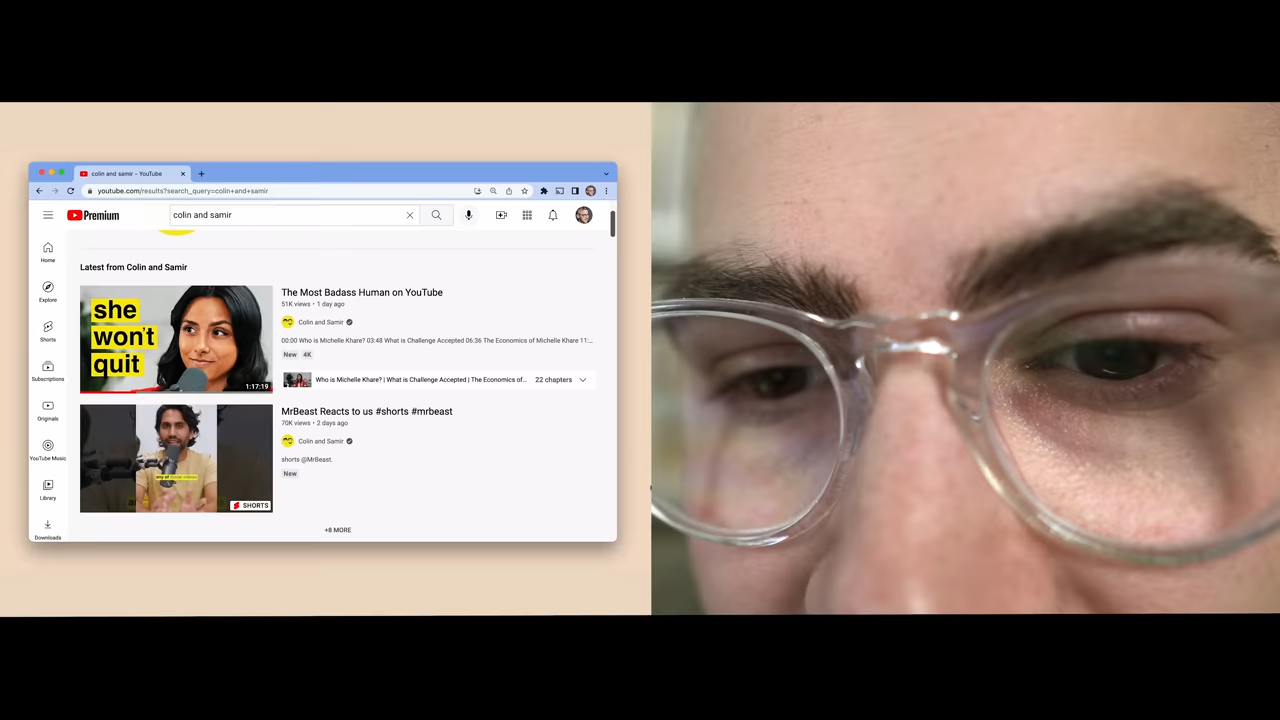 colin and samir - YouTube
youtube.com/results?search_query=colin+and+samir
Premium
colin and samir
Home
Explore
Shorts
Subscriptions
Originals
YouTube Music
Library
Downloads
Latest from Colin and Samir
she
won't
quit
1:17:19
The Most Badass Human on YouTube
51K views • 1 day ago
Colin and Samir
00:00 Who is Michelle Khare? 03:48 What is Challenge Accepted 06:36 The Economics of Michelle Khare 11:...
New 4K
Who is Michelle Khare? | What is Challenge Accepted | The Economics of... 22 chapters
SHORTS
MrBeast Reacts to us #shorts #mrbeast
70K views • 2 days ago
Colin and Samir
shorts @MrBeast.
New
+8 MORE